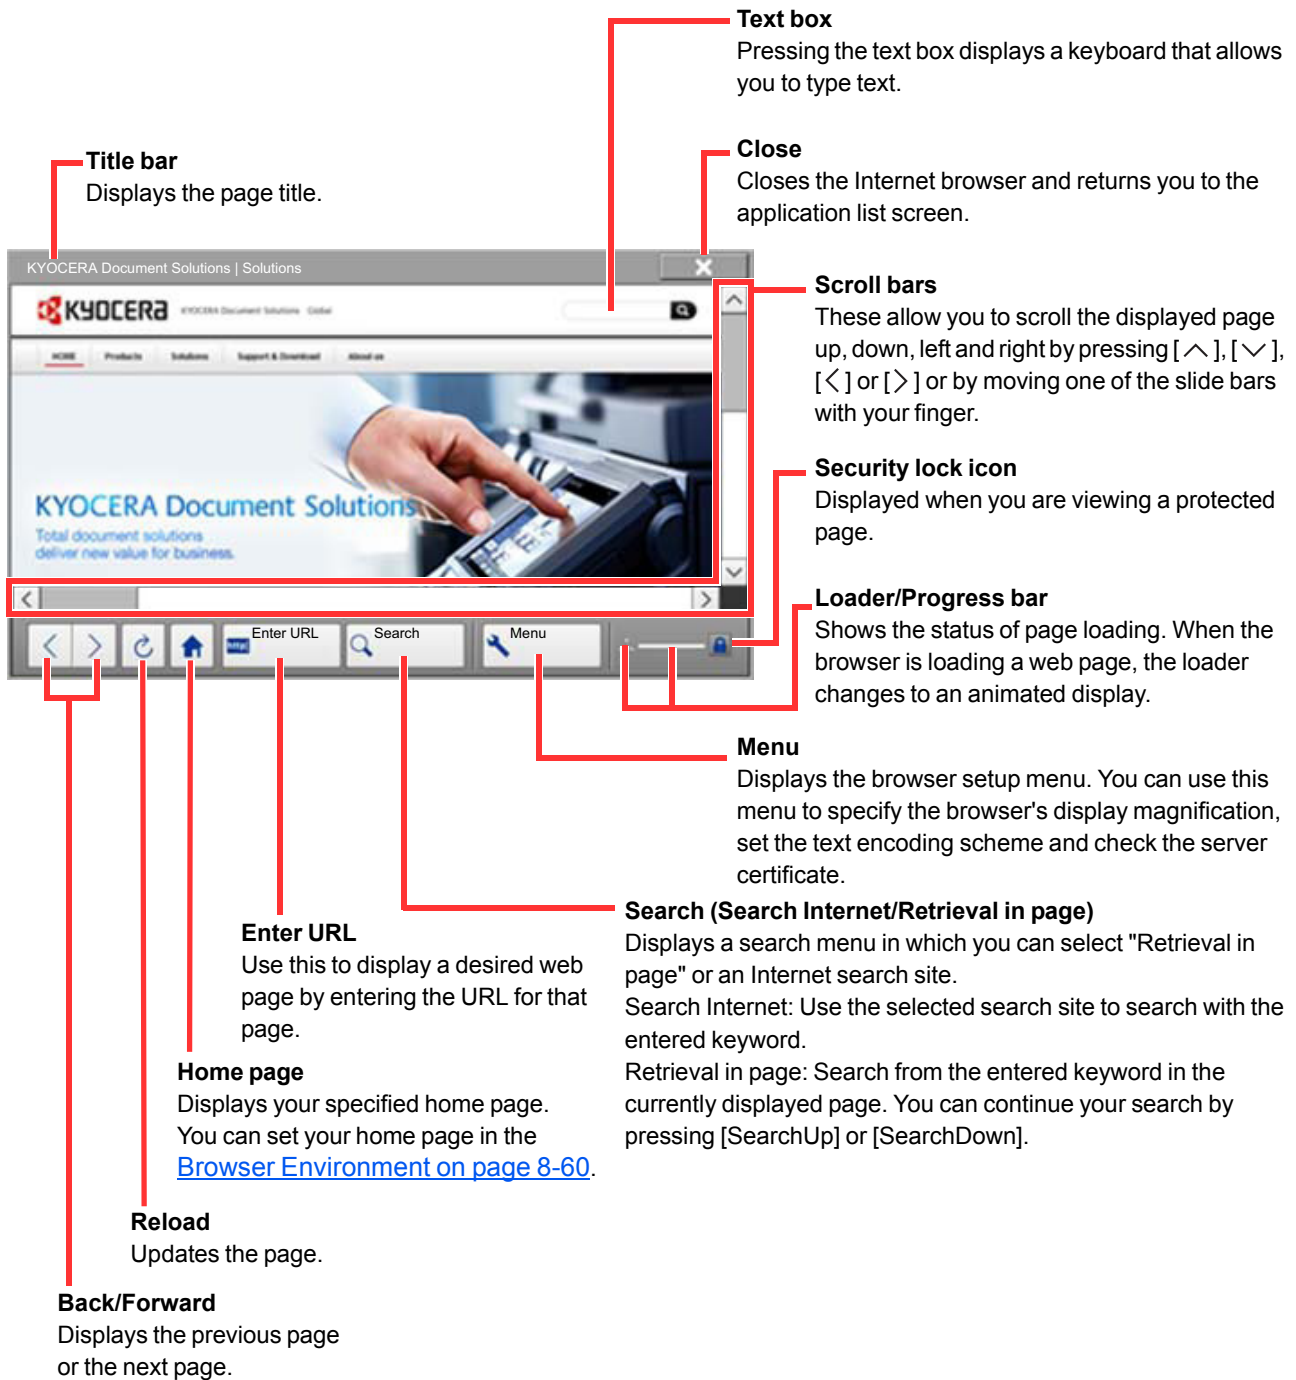 Text box
Pressing the text box displays a keyboard that allows
you to type text.
Title bar
Displays the page title.
Close
Closes the Internet browser and returns you to the
application list screen.
KYOCERA Document Solutions | Solutions
KYOCERA KYOCERA Document Solutions Global
HOME Products Solutions Support & Download About us
KYOCERA Document Solutions
Total document solutions
deliver new value for business.
Scroll bars
These allow you to scroll the displayed page
up, down, left and right by pressing [ ︿ ], [ ﹀ ],
[〈 ] or [ 〉] or by moving one of the slide bars
with your finger.
Security lock icon
Displayed when you are viewing a protected
page.
Loader/Progress bar
Shows the status of page loading. When the
browser is loading a web page, the loader
changes to an animated display.
Enter URL Search Menu
Menu
Displays the browser setup menu. You can use this
menu to specify the browser's display magnification,
set the text encoding scheme and check the server
certificate.
Search (Search Internet/Retrieval in page)
Displays a search menu in which you can select "Retrieval in
page" or an Internet search site.
Search Internet: Use the selected search site to search with the
entered keyword.
Retrieval in page: Search from the entered keyword in the
currently displayed page. You can continue your search by
pressing [SearchUp] or [SearchDown].
Enter URL
Use this to display a desired web
page by entering the URL for that
page.
Home page
Displays your specified home page.
You can set your home page in the
Browser Environment on page 8-60.
Reload
Updates the page.
Back/Forward
Displays the previous page
or the next page.